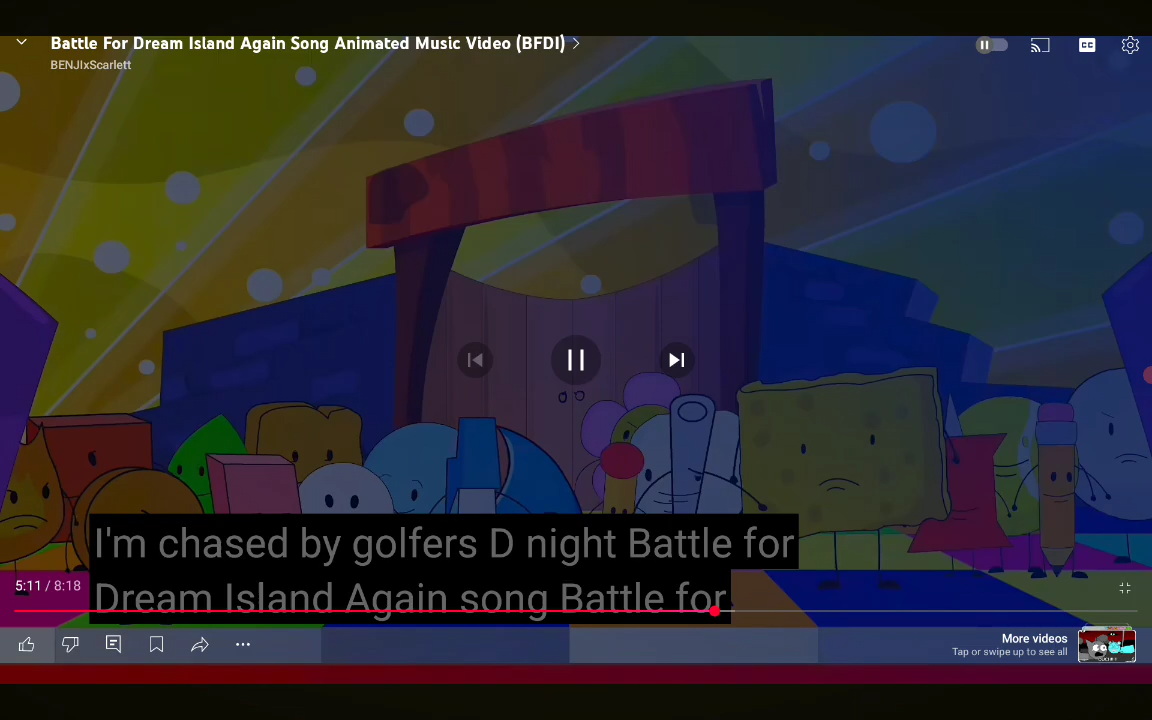 Battle For Dream Island Again Song Animated Music Video (BFDI)
BENJIxScarlett
CC
I'm chased by golfers D night Battle for
Dream Island Again song Battle for
5:11 / 8:18
More videos
Tap or swipe up to see all